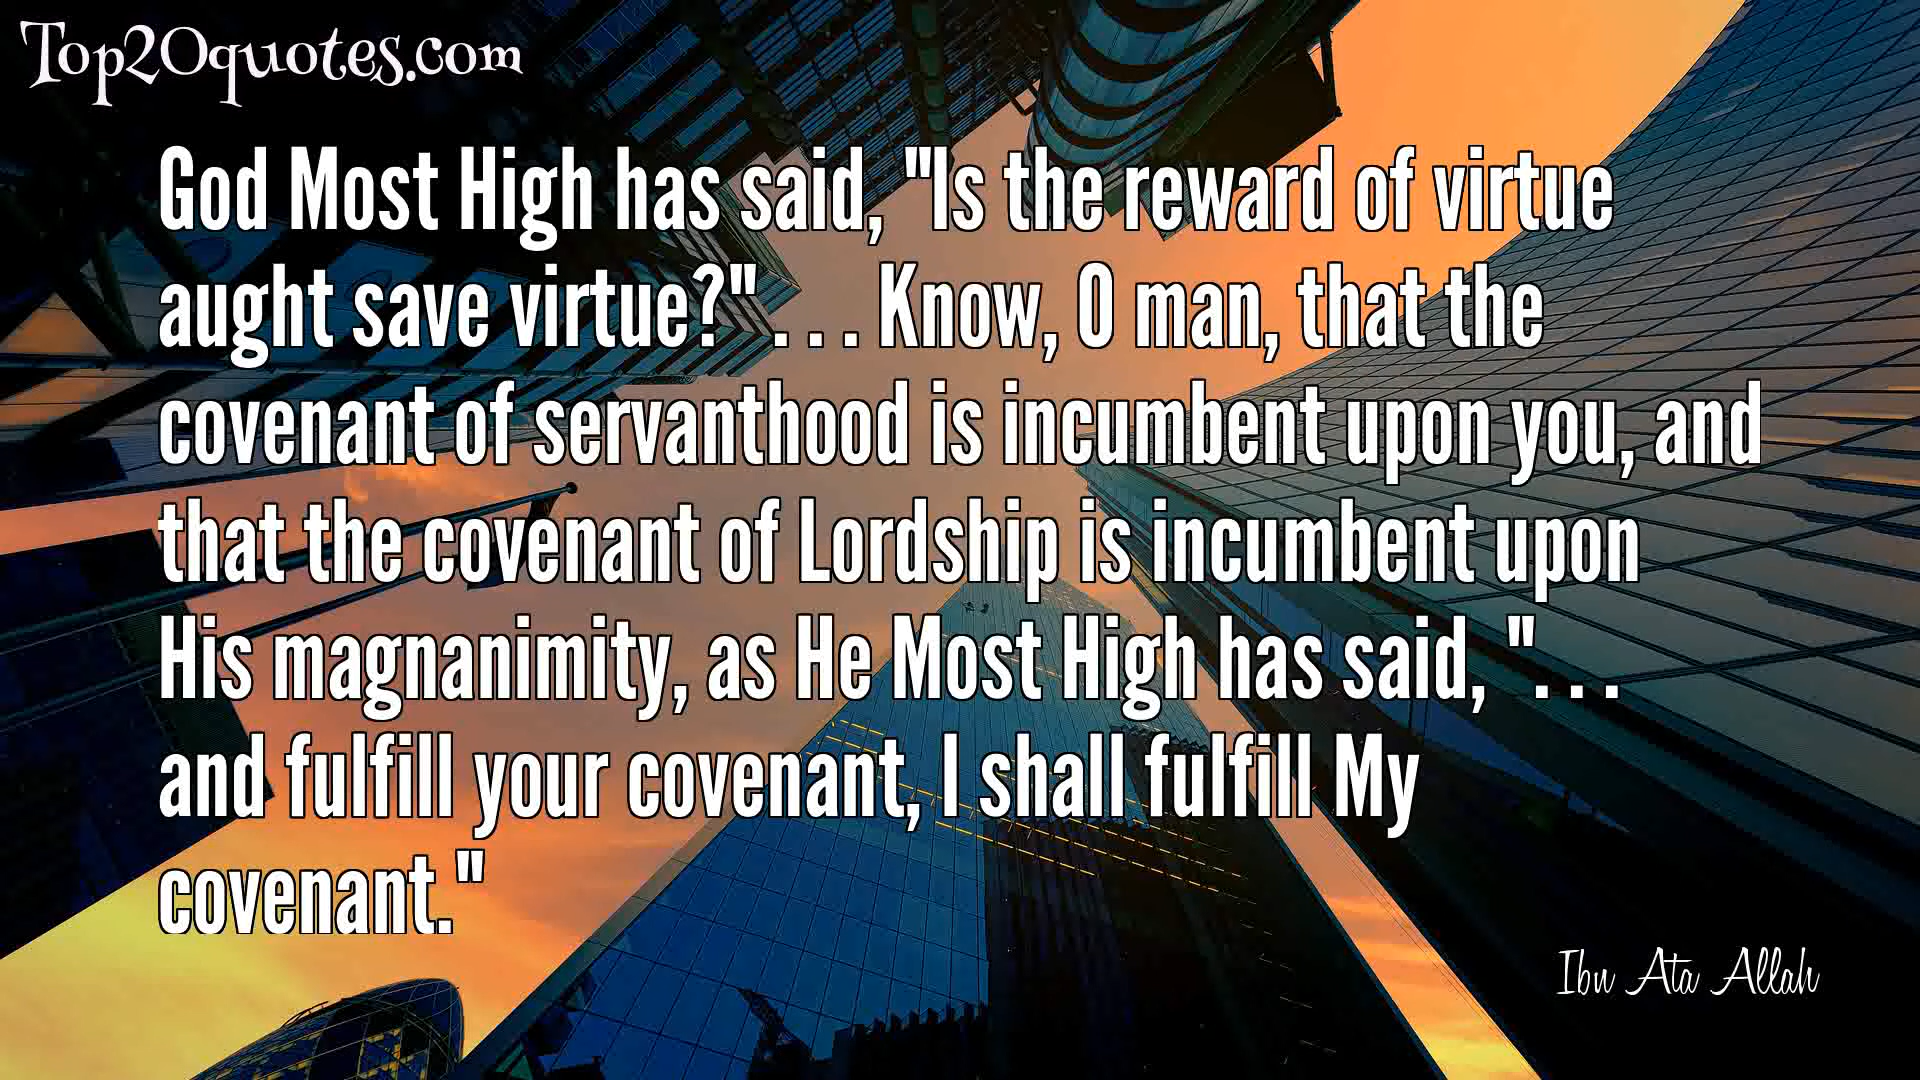 Top20quotes.com
God Most High has said, "Is the reward of virtue
aught save virtue?" . . . Know, O man, that the
covenant of servanthood is incumbent upon you, and
that the covenant of Lordship is incumbent upon
His magnanimity, as He Most High has said, ". . .
and fulfill your covenant, I shall fulfill My
covenant."
Ibn Ata Allah